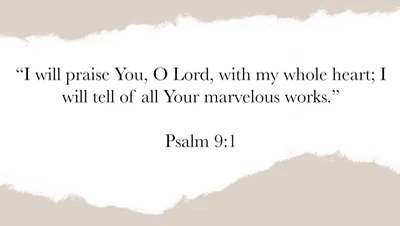 “I will praise You, O Lord, with my whole heart; I
will tell of all Your marvelous works.”
Psalm 9:1